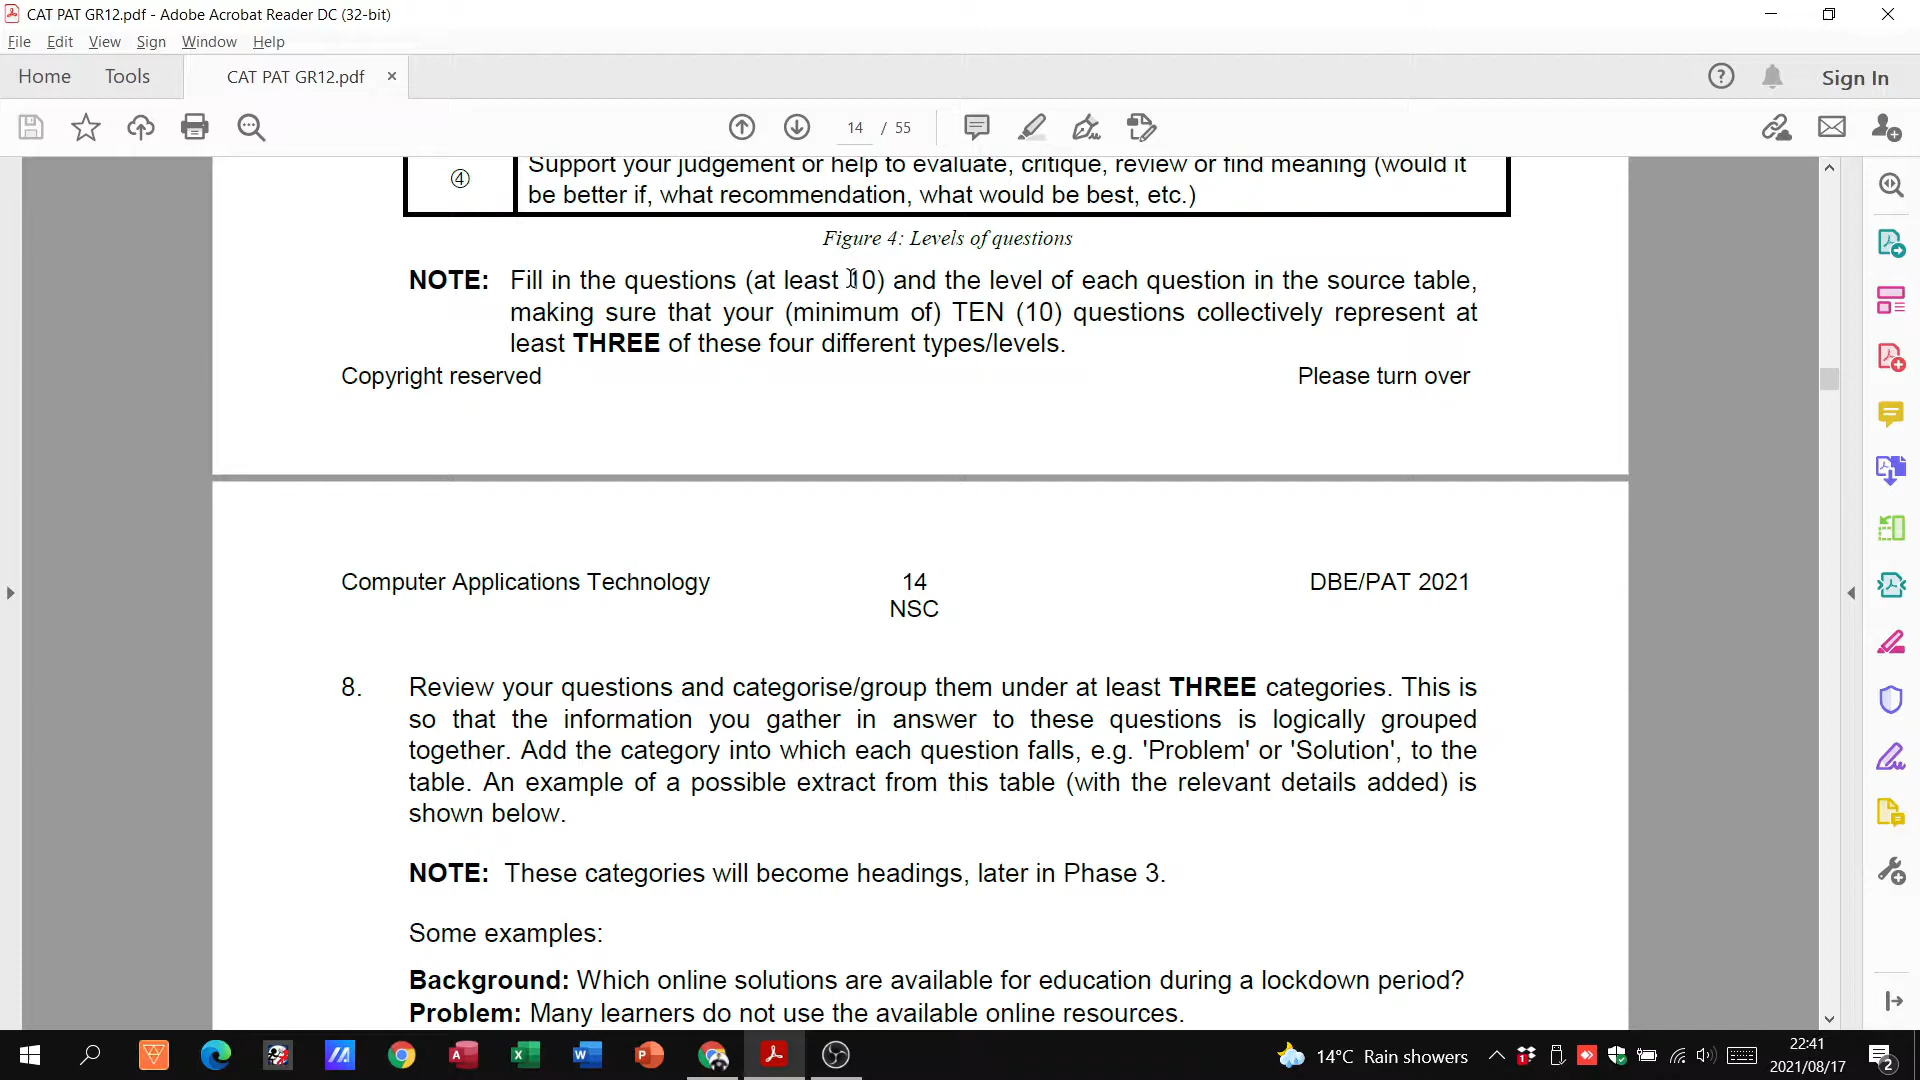 CAT PAT GR12.pdf - Adobe Acrobat Reader DC (32-bit)
File Edit View Sign Window Help
Home Tools CAT PAT GR12.pdf × Sign In
14 / 55
④ Support your judgement or help to evaluate, critique, review or find meaning (would it
be better if, what recommendation, what would be best, etc.)
Figure 4: Levels of questions
NOTE: Fill in the questions (at least 10) and the level of each question in the source table,
making sure that your (minimum of) TEN (10) questions collectively represent at
least THREE of these four different types/levels.
Copyright reserved Please turn over
Computer Applications Technology 14 DBE/PAT 2021
NSC
8. Review your questions and categorise/group them under at least THREE categories. This is
so that the information you gather in answer to these questions is logically grouped
together. Add the category into which each question falls, e.g. 'Problem' or 'Solution', to the
table. An example of a possible extract from this table (with the relevant details added) is
shown below.
NOTE: These categories will become headings, later in Phase 3.
Some examples:
Background: Which online solutions are available for education during a lockdown period?
Problem: Many learners do not use the available online resources.
14°C Rain showers 22:41
2021/08/17 2